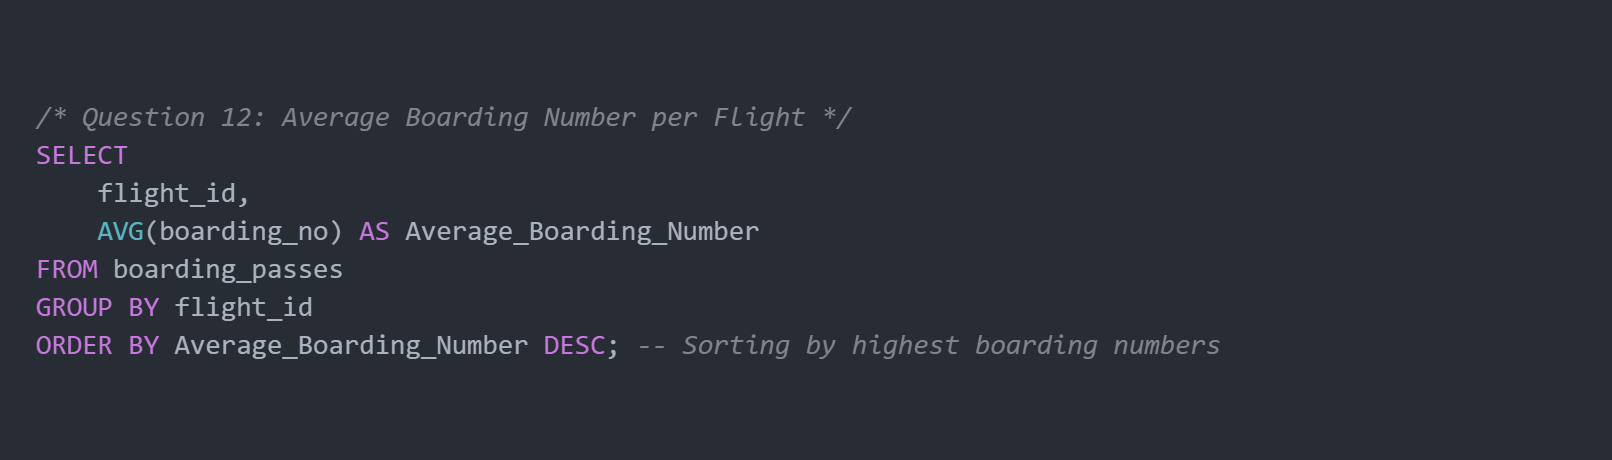 /* Question 12: Average Boarding Number per Flight */
SELECT
    flight_id,
    AVG(boarding_no) AS Average_Boarding_Number
FROM boarding_passes
GROUP BY flight_id
ORDER BY Average_Boarding_Number DESC; -- Sorting by highest boarding numbers